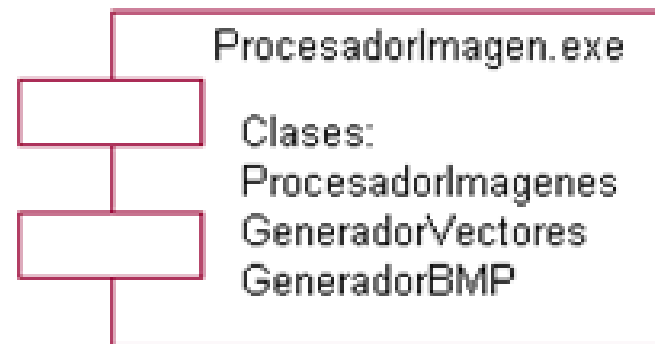 ProcesadorImagen.exe
Clases:
ProcesadorImagenes
GeneradorVectores
GeneradorBMP